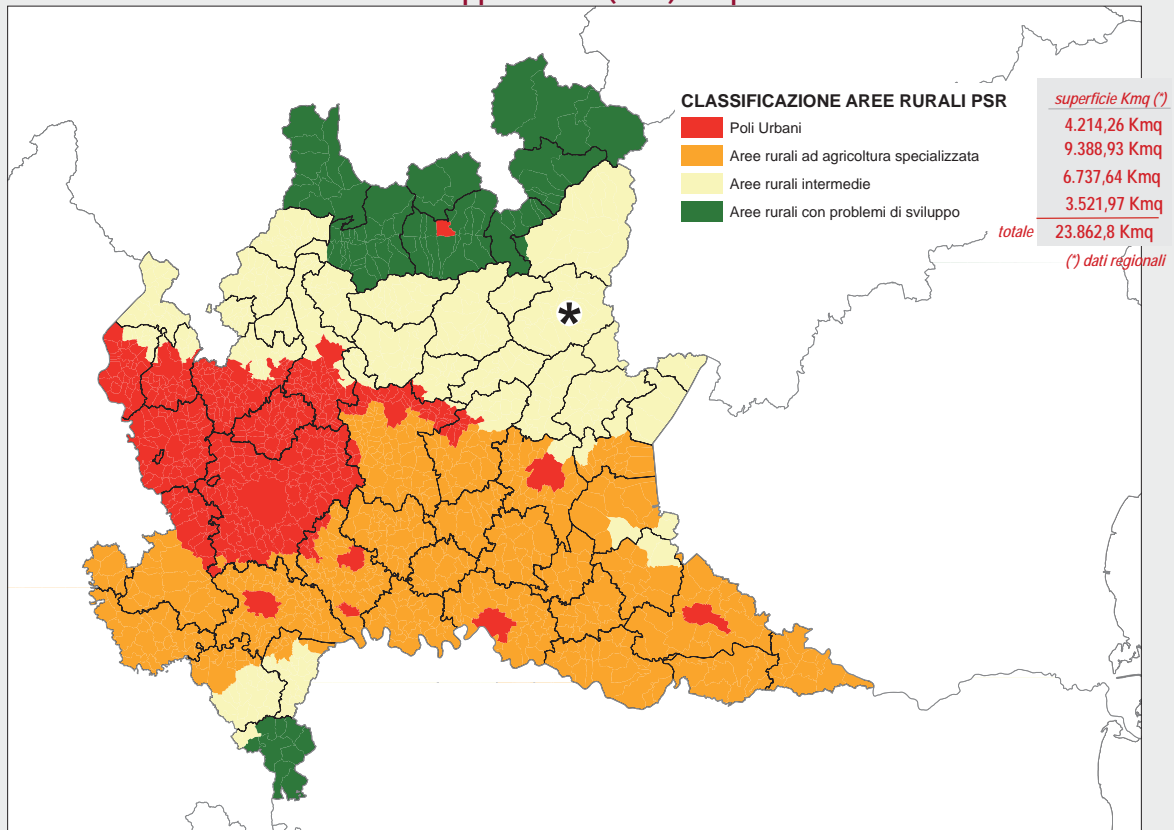 CLASSIFICAZIONE AREE RURALI PSR
Poli Urbani
Aree rurali ad agricoltura specializzata
Aree rurali intermedie
Aree rurali con problemi di sviluppo
superficie Kmq (*)
4.214,26 Kmq
9.388,93 Kmq
6.737,64 Kmq
3.521,97 Kmq
totale 23.862,8 Kmq
(*) dati regionali
*